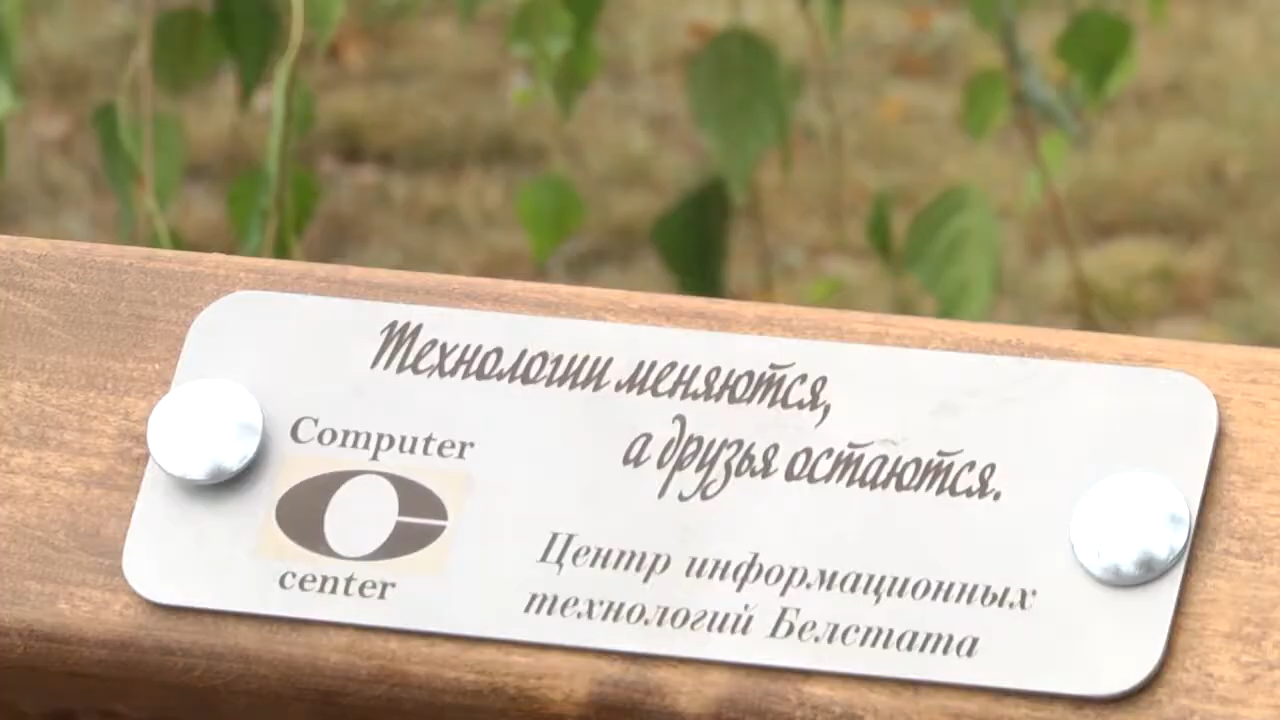 Технологии меняются,
а друзья остаются.
Computer
center
Центр информационных
технологий Белстата